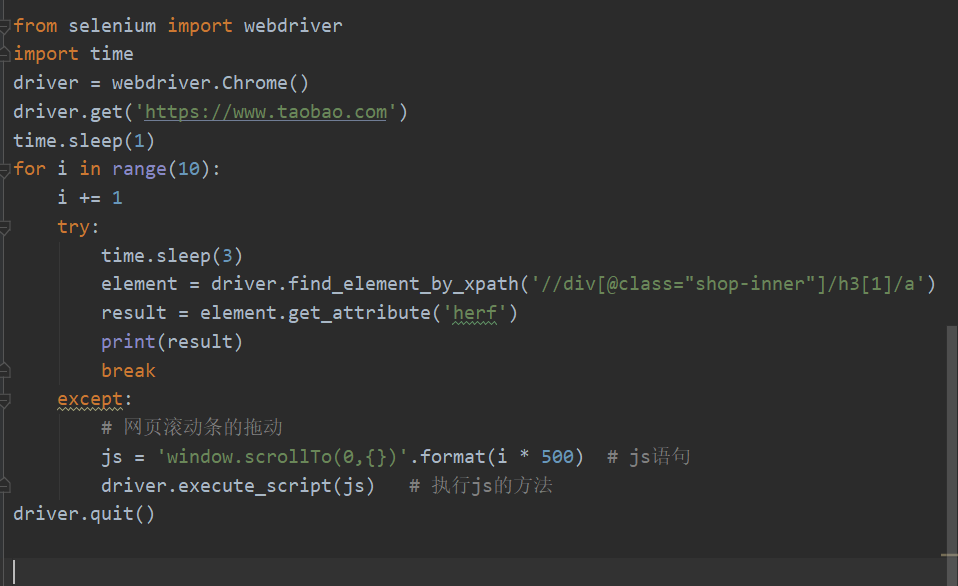 from selenium import webdriver
import time
driver = webdriver.Chrome()
driver.get('https://www.taobao.com')
time.sleep(1)
for i in range(10):
    i += 1
    try:
        time.sleep(3)
        element = driver.find_element_by_xpath('//div[@class="shop-inner"]/h3[1]/a')
        result = element.get_attribute('herf')
        print(result)
        break
    except:
        # 网页滚动条的拖动
        js = 'window.scrollTo(0,{})'.format(i * 500)  # js语句
        driver.execute_script(js)   # 执行js的方法
driver.quit()